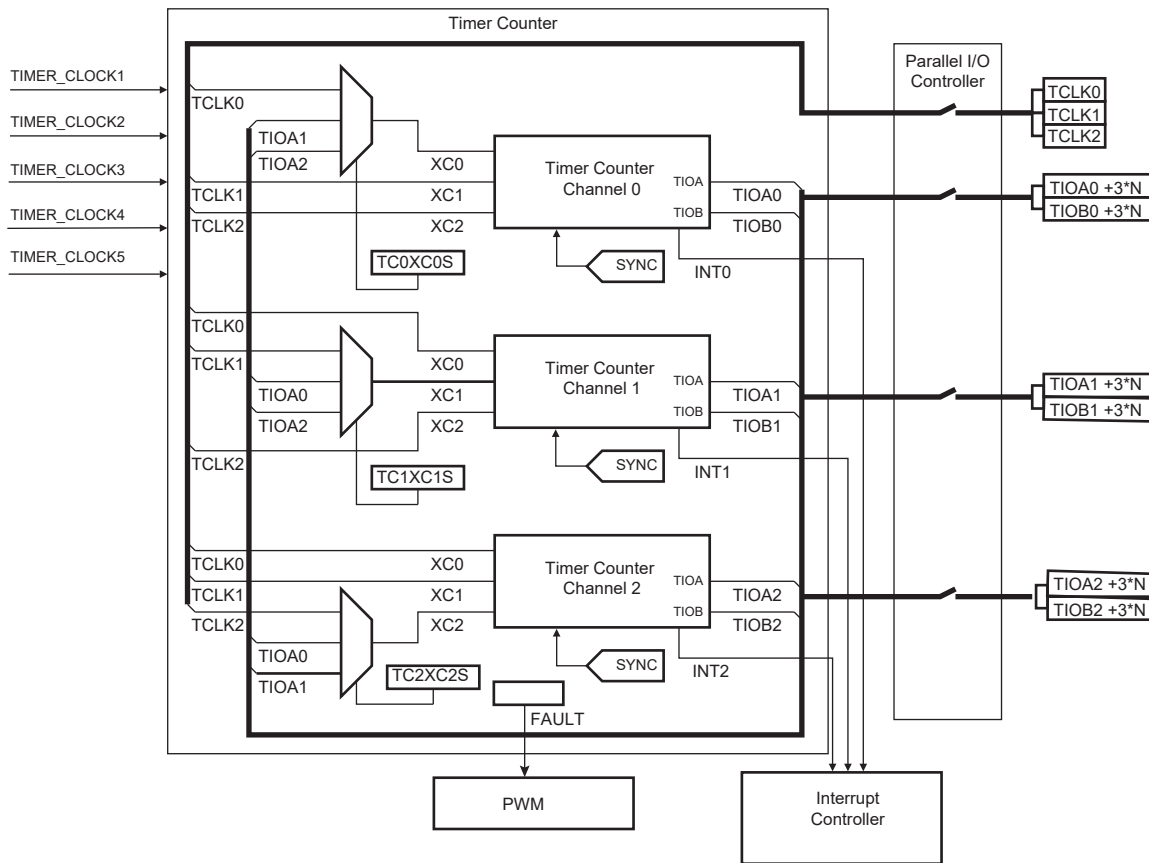 Timer Counter
TIMER_CLOCK1
TIMER_CLOCK2
TIMER_CLOCK3
TIMER_CLOCK4
TIMER_CLOCK5
TCLK0
TIOA1
TIOA2
TCLK1
TCLK2
XC0
XC1
XC2
Timer Counter
Channel 0
TIOA
TIOB
TIOA0
TIOB0
TC0XC0S
SYNC
INT0
TCLK0
TCLK1
TIOA0
TIOA2
TCLK2
XC0
XC1
XC2
Timer Counter
Channel 1
TIOA
TIOB
TIOA1
TIOB1
TC1XC1S
SYNC
INT1
TCLK0
TCLK1
TCLK2
TIOA0
TIOA1
XC0
XC1
XC2
Timer Counter
Channel 2
TIOA
TIOB
TIOA2
TIOB2
TC2XC2S
SYNC
INT2
FAULT
PWM
Parallel I/O
Controller
TCLK0
TCLK1
TCLK2
TIOA0 +3*N
TIOB0 +3*N
TIOA1 +3*N
TIOB1 +3*N
TIOA2 +3*N
TIOB2 +3*N
Interrupt
Controller